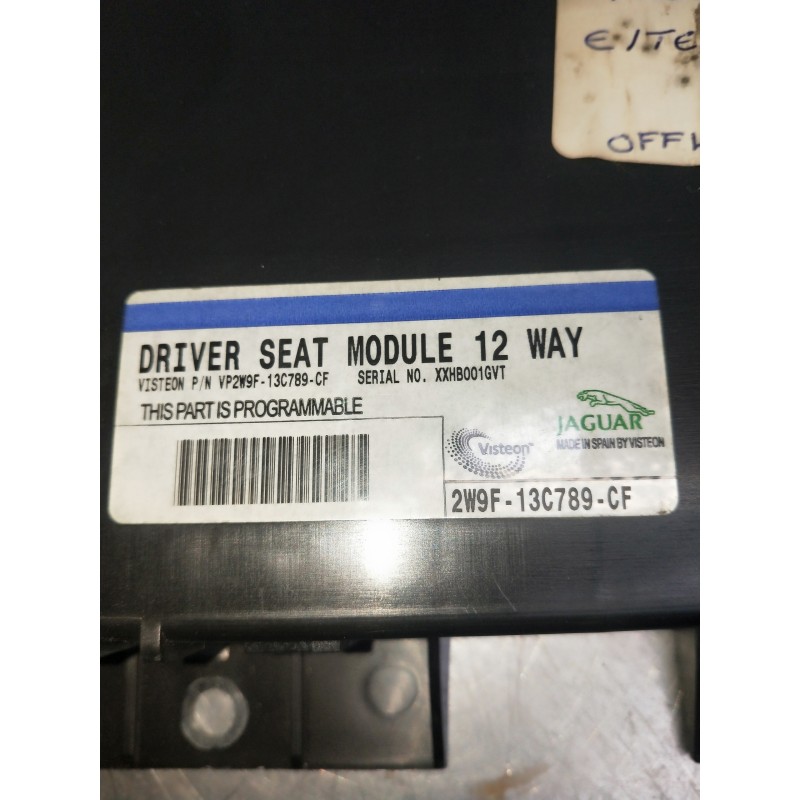 DRIVER SEAT MODULE 12 WAY
VISTEON P/N VP2W9F-13C789-CF SERIAL NO. XXHB001GVT
THIS PART IS PROGRAMMABLE
JAGUAR
MADE IN SPAIN BY VISTEON
Visteon
2W9F-13C789-CF